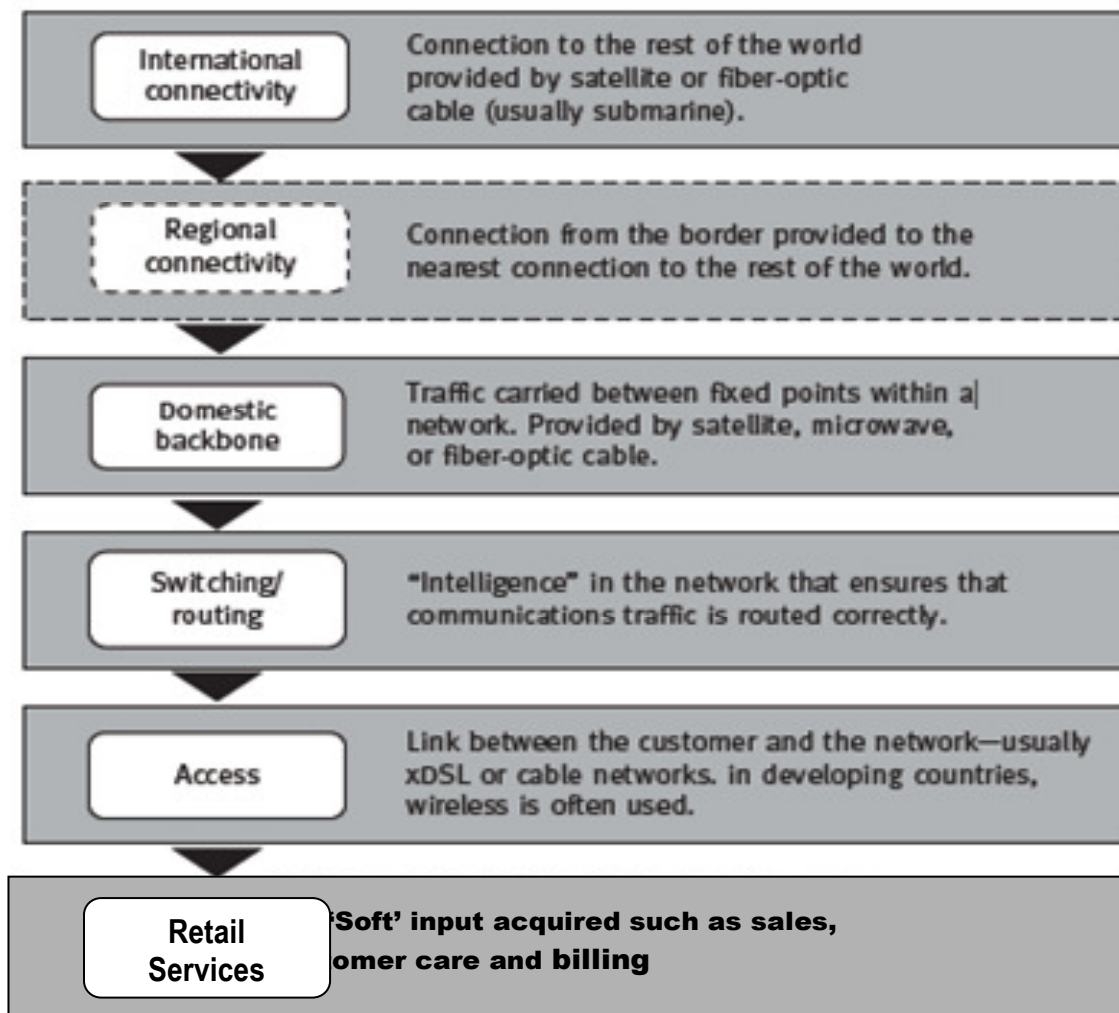 International
connectivity
Connection to the rest of the world
provided by satellite or fiber-optic
cable (usually submarine).
Regional
connectivity
Connection from the border provided to the
nearest connection to the rest of the world.
Domestic
backbone
Traffic carried between fixed points within a
network. Provided by satellite, microwave,
or fiber-optic cable.
Switching/
routing
"Intelligence" in the network that ensures that
communications traffic is routed correctly.
Access
Link between the customer and the network—usually
xDSL or cable networks. in developing countries,
wireless is often used.
Retail
Services
‘Soft’ input acquired such as sales,
omer care and billing